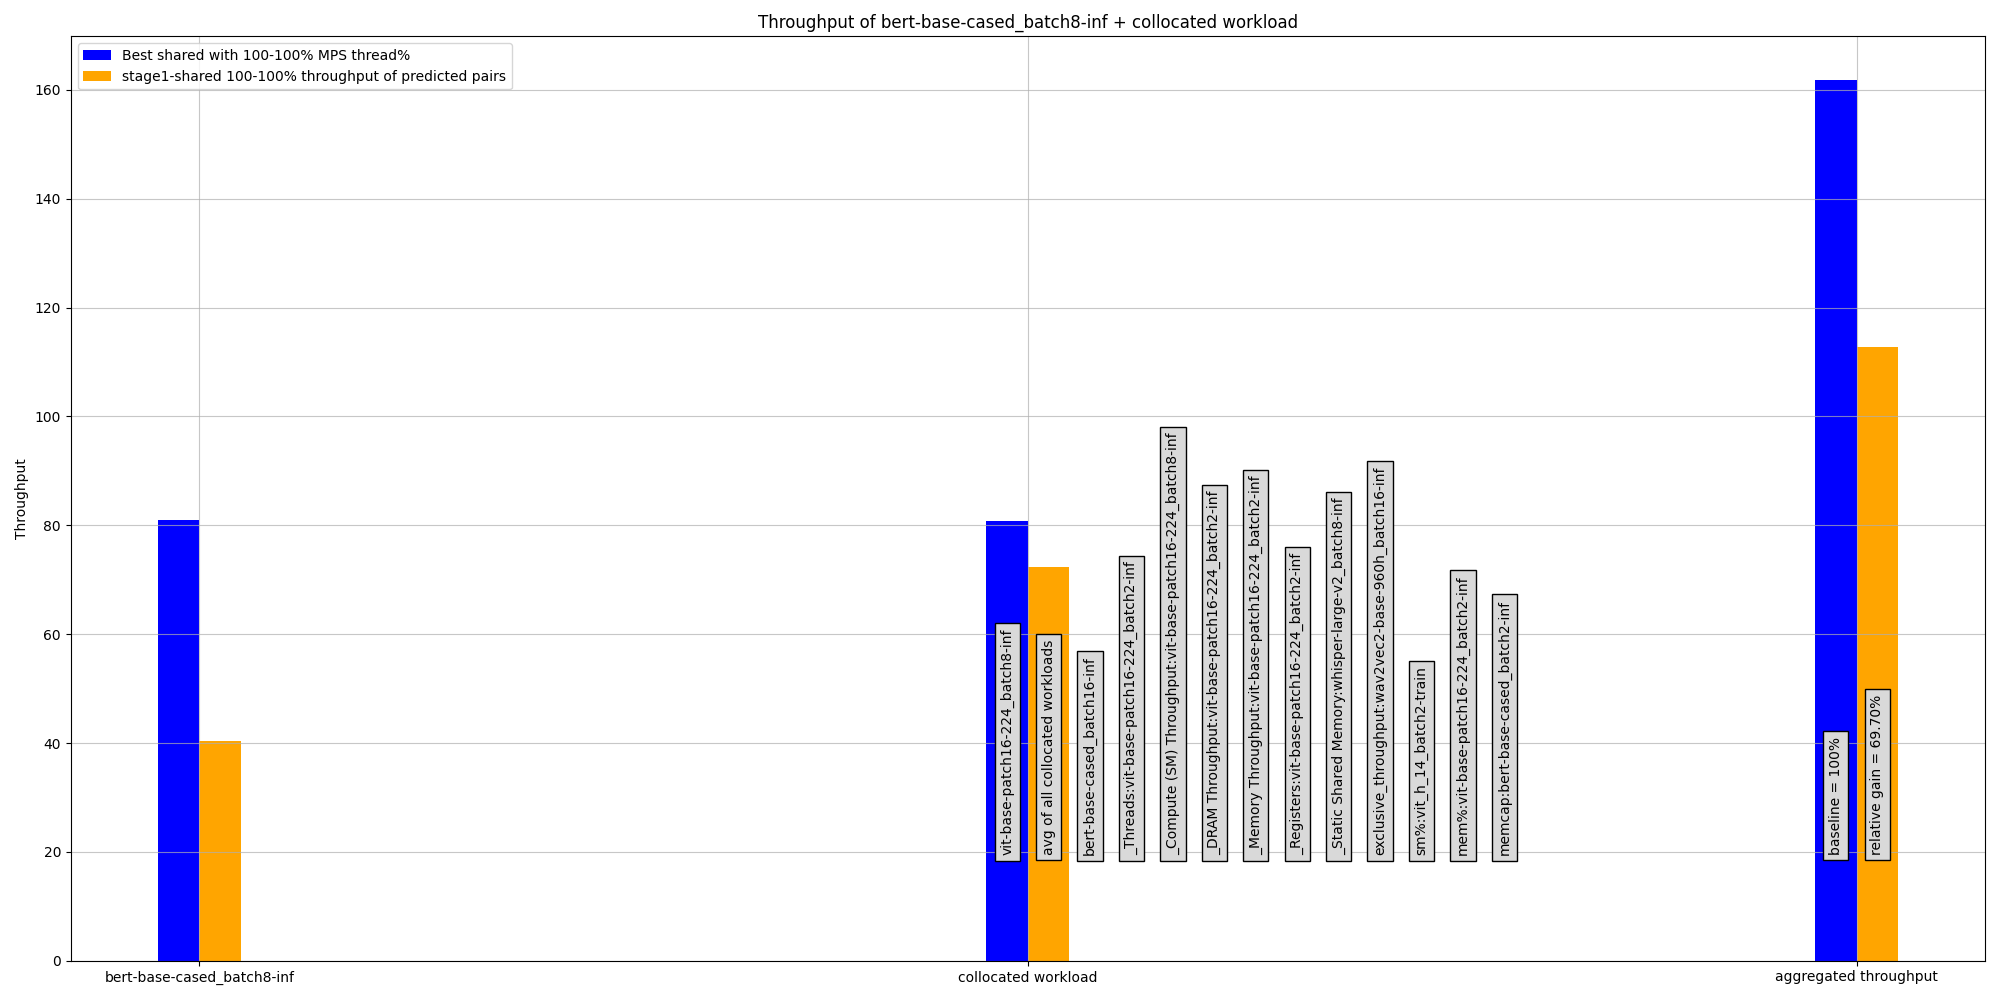 Throughput of bert-base-cased_batch8-inf + collocated workload
Best shared with 100-100% MPS thread%
stage1-shared 100-100% throughput of predicted pairs
Throughput
160
140
120
100
80
60
40
20
0
vit-base-patch16-224_batch8-inf
avg of all collocated workloads
bert-base-cased_batch16-inf
_Threads:vit-base-patch16-224_batch2-inf
_Compute (SM) Throughput:vit-base-patch16-224_batch8-inf
_DRAM Throughput:vit-base-patch16-224_batch2-inf
_Memory Throughput:vit-base-patch16-224_batch2-inf
_Registers:vit-base-patch16-224_batch2-inf
_Static Shared Memory:whisper-large-v2_batch8-inf
exclusive_throughput:wav2vec2-base-960h_batch16-inf
sm%:vit_h_14_batch2-train
mem%:vit-base-patch16-224_batch2-inf
memcap:bert-base-cased_batch2-inf
baseline = 100%
relative gain = 69.70%
bert-base-cased_batch8-inf
collocated workload
aggregated throughput